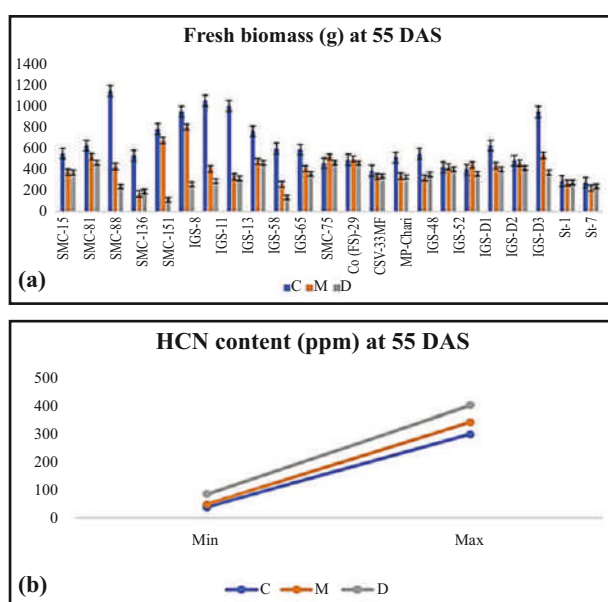 Fresh biomass (g) at 55 DAS
1400
1200
1000
800
600
400
200
0
SMC-15
SMC-81
SMC-88
SMC-136
SMC-151
IGS-8
IGS-11
IGS-13
IGS-58
IGS-65
SMC-75
Co (FS)-29
CSV-33MF
MP-Chari
IGS-48
IGS-52
IGS-D1
IGS-D2
IGS-D3
St-1
St-7
(a)
C M D
HCN content (ppm) at 55 DAS
500
400
300
200
100
0
Min Max
(b)
C M D